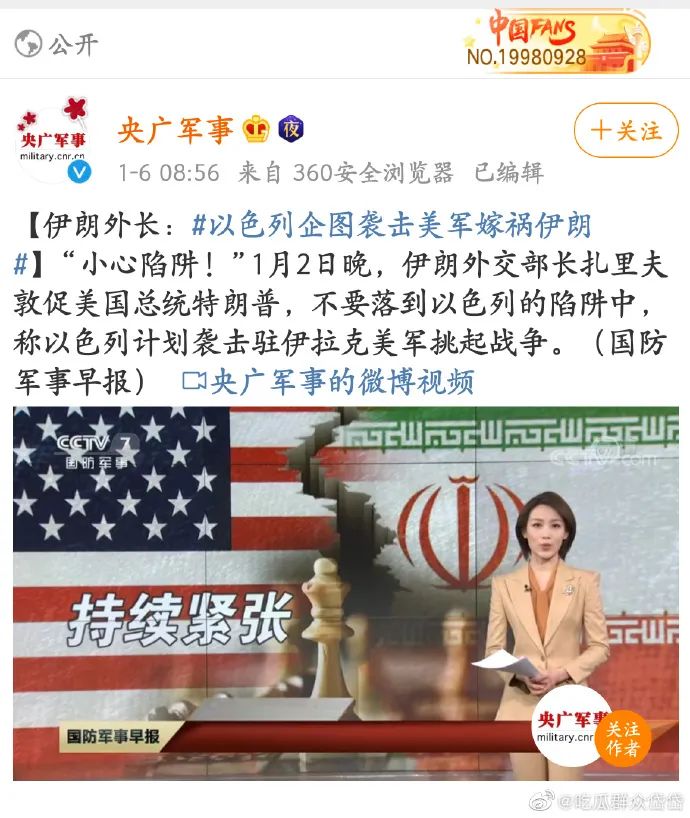 中国FANS
NO.19980928
公开
央广军事
military.cnr.cn
央广军事 夜
+关注
1-6 08:56 来自 360安全浏览器 已编辑
【伊朗外长：#以色列企图袭击美军嫁祸伊朗
#】“小心陷阱！”1月2日晚，伊朗外交部长扎里夫
敦促美国总统特朗普，不要落到以色列的陷阱中，
称以色列计划袭击驻伊拉克美军挑起战争。（国防
军事早报） 央广军事的微博视频
CCTV 7
国防军事
CCTV.com
持续紧张
国防军事早报
央广军事
military.cnr
关注
作者
@吃瓜群众岱岱